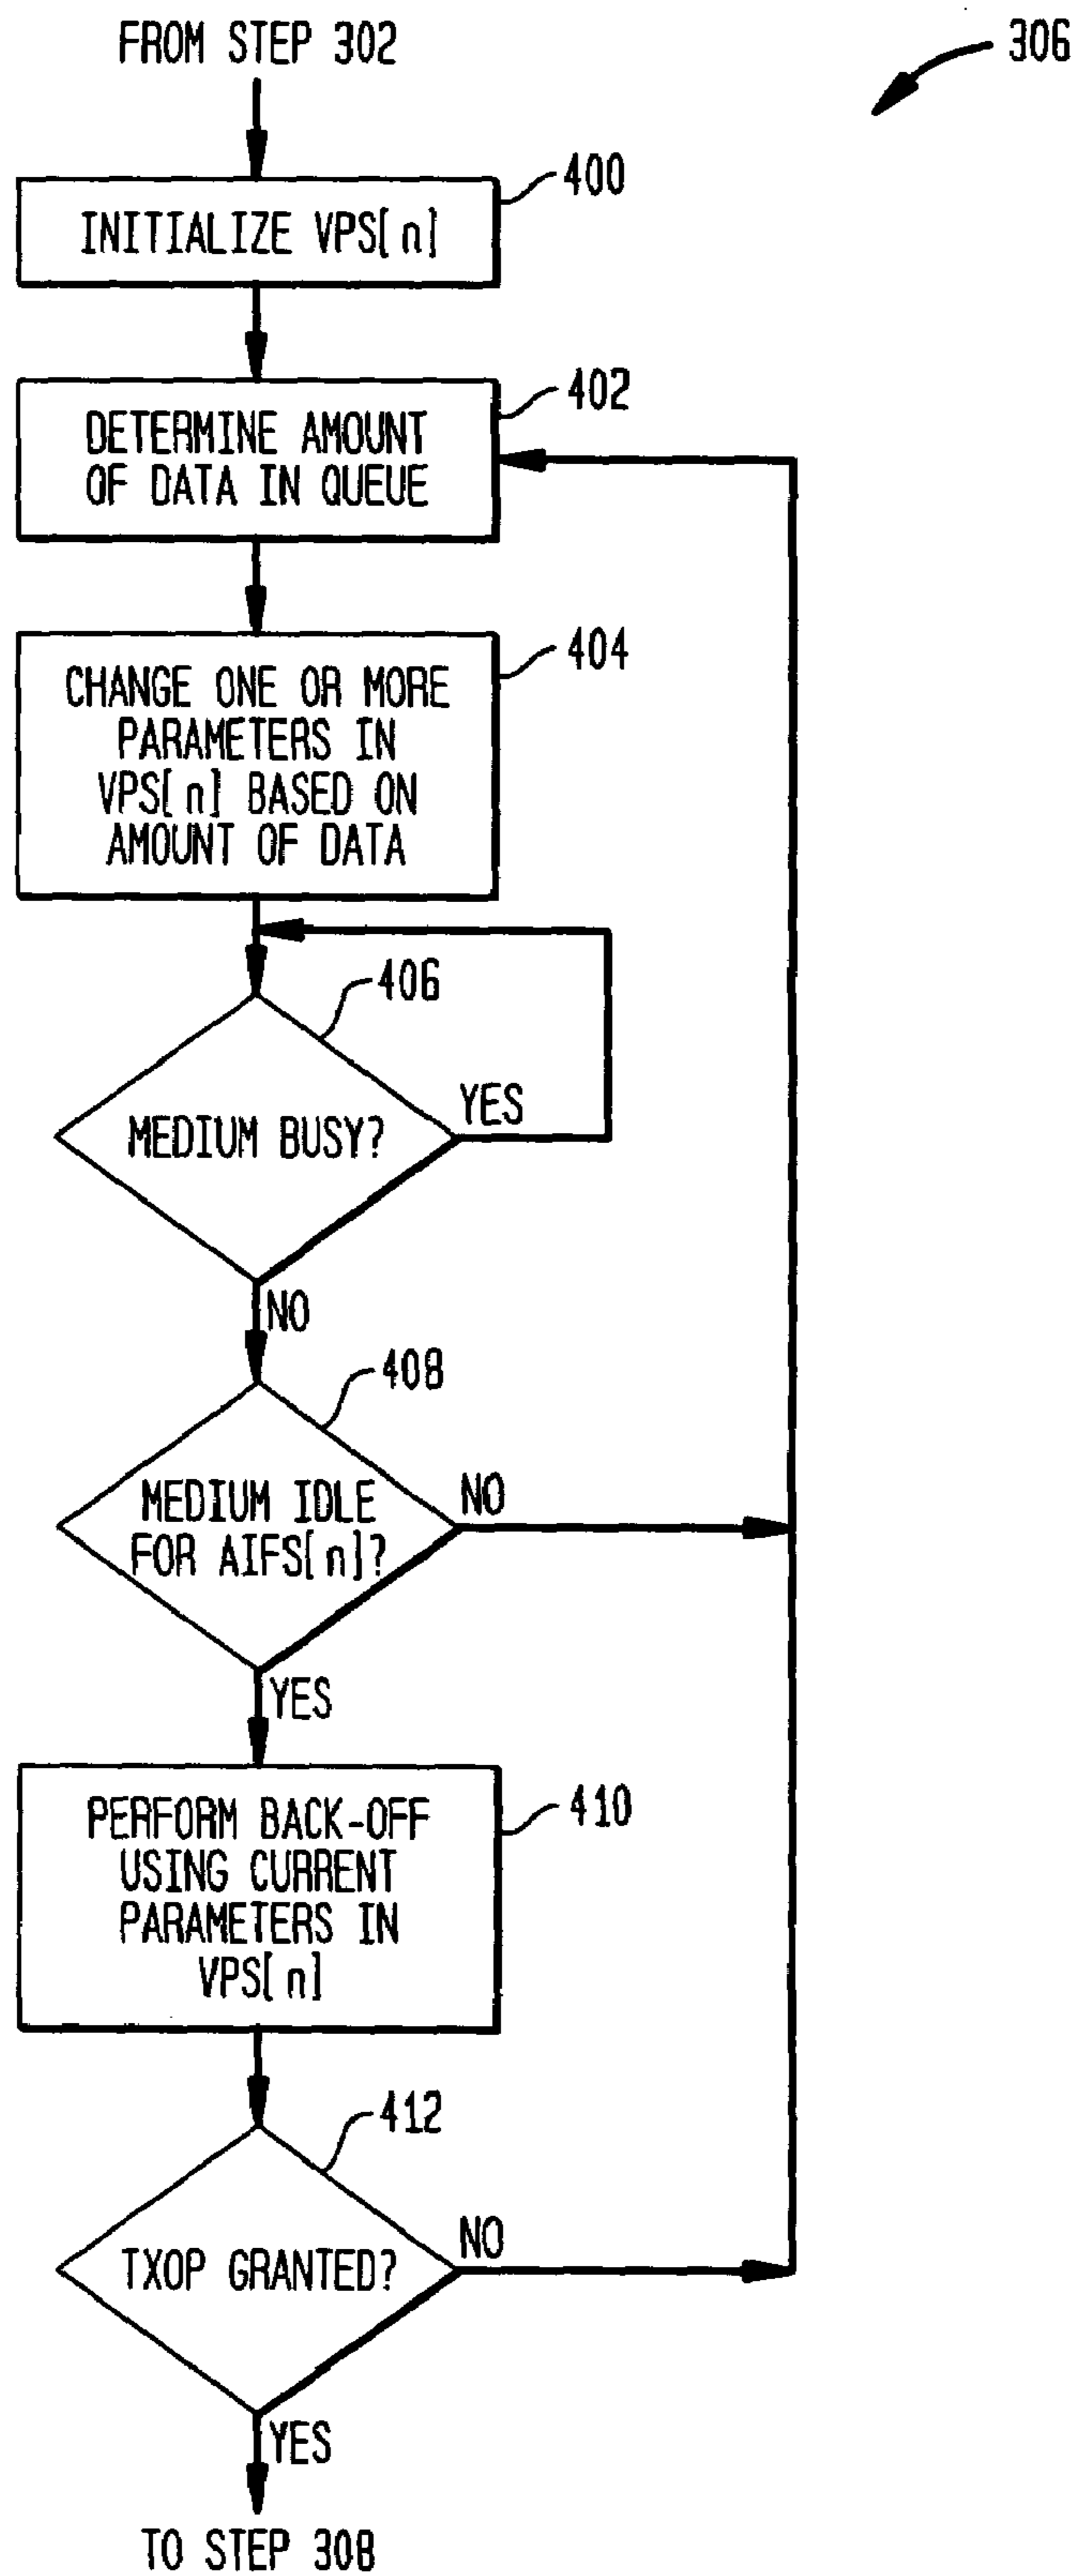 FROM STEP 302
306
400
INITIALIZE VPS[n]
402
DETERMINE AMOUNT
OF DATA IN QUEUE
404
CHANGE ONE OR MORE
PARAMETERS IN
VPS[n] BASED ON
AMOUNT OF DATA
406
MEDIUM BUSY?
YES
NO
408
MEDIUM IDLE
FOR AIFS[n]?
NO
YES
410
PERFORM BACK-OFF
USING CURRENT
PARAMETERS IN
VPS[n]
412
TXOP GRANTED?
NO
YES
TO STEP 308